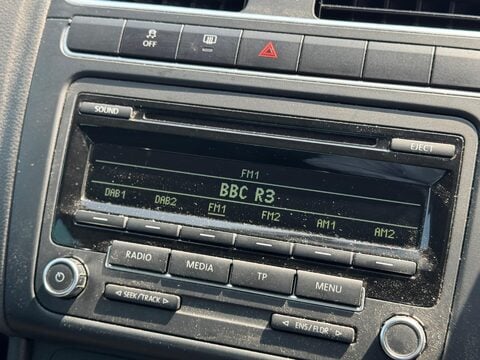 OFF
SOUND
EJECT
FM1
BBC R3
DAB1 DAB2 FM1 FM2 AM1 AM2
RADIO MEDIA TP MENU
SEEK/TRACK
ENS/FLDR